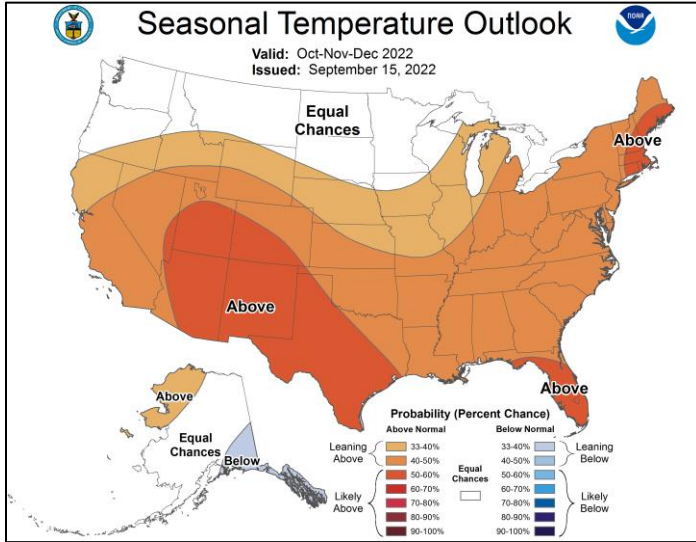 Seasonal Temperature Outlook
NOAA
Valid: Oct-Nov-Dec 2022
Issued: September 15, 2022
Equal
Chances
Above
Above
Above
Above
Equal
Chances
Below
Probability (Percent Chance)
Above Normal
Below Normal
Leaning
Above
33-40%
40-50%
Likely
Above
50-60%
60-70%
70-80%
80-90%
90-100%
Equal
Chances
33-40%
40-50%
Leaning
Below
50-60%
60-70%
70-80%
80-90%
90-100%
Likely
Below